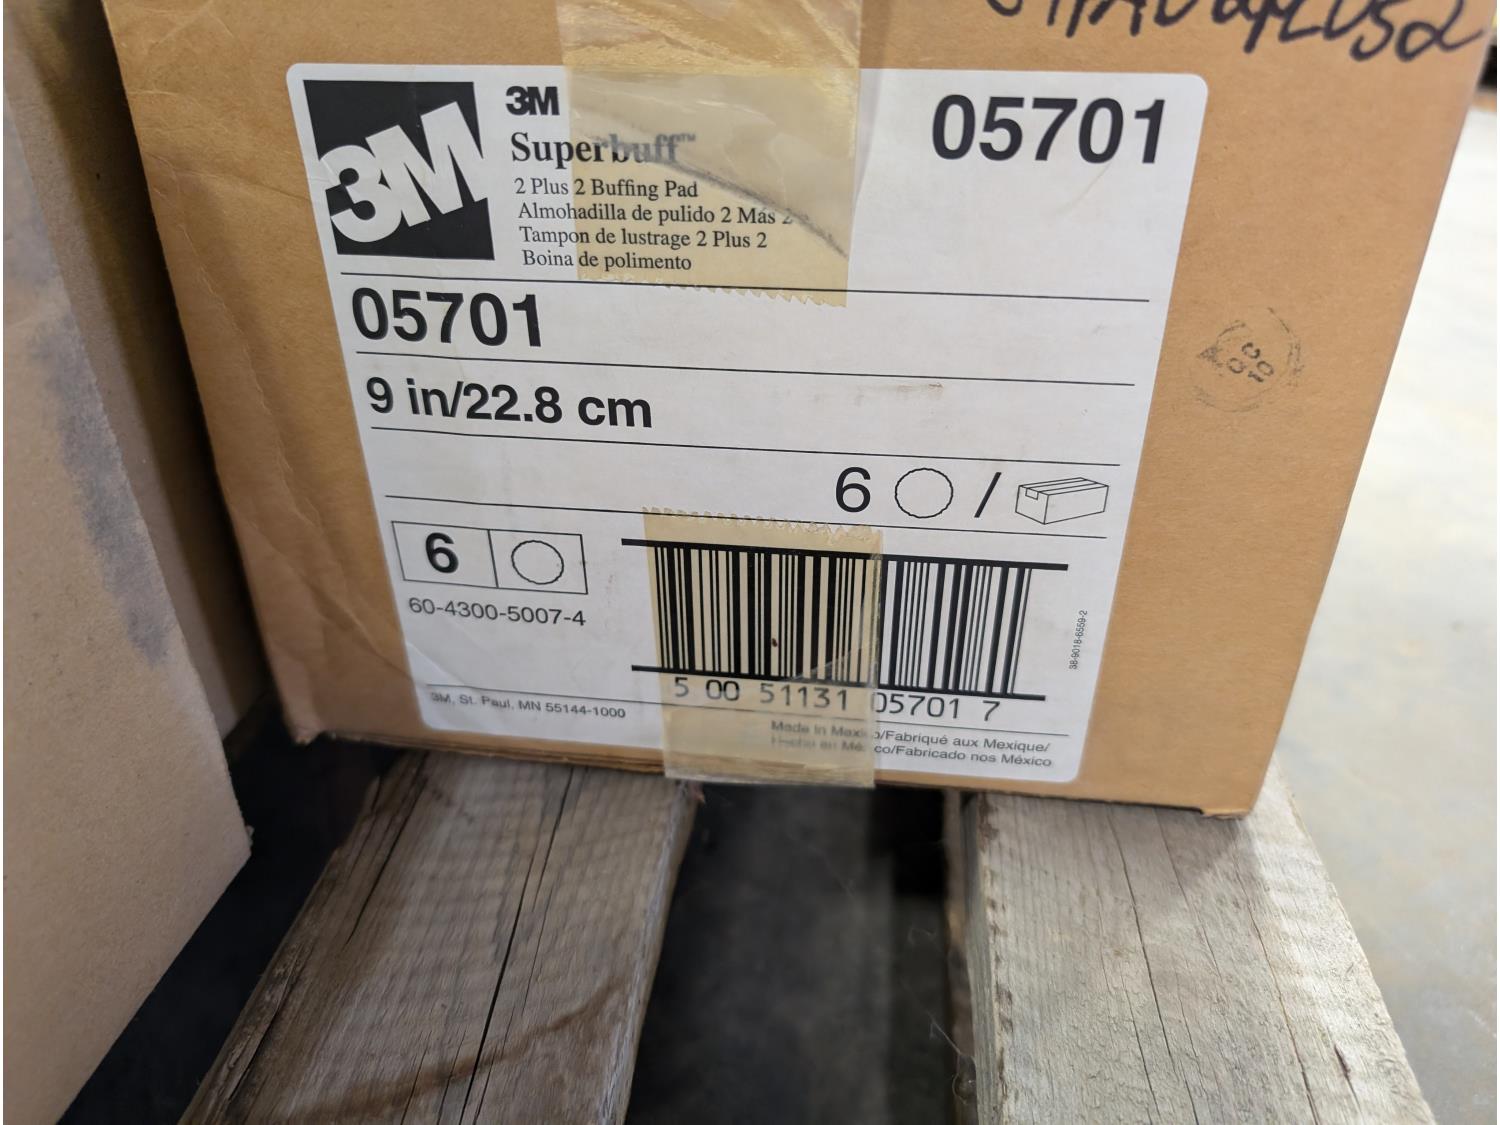 3M
3M
Superbuff™
2 Plus 2 Buffing Pad
Almohadilla de pulido 2 Más 2
Tampon de lustrage 2 Plus 2
Boina de polimento
05701
05701
9 in/22.8 cm
6 /
6
60-4300-5007-4
5 00 51131 05701 7
38-9018-6559-2
3M, St. Paul, MN 55144-1000
Made in Mexico/Fabriqué aux Mexique/
Hecho en México/Fabricado nos México